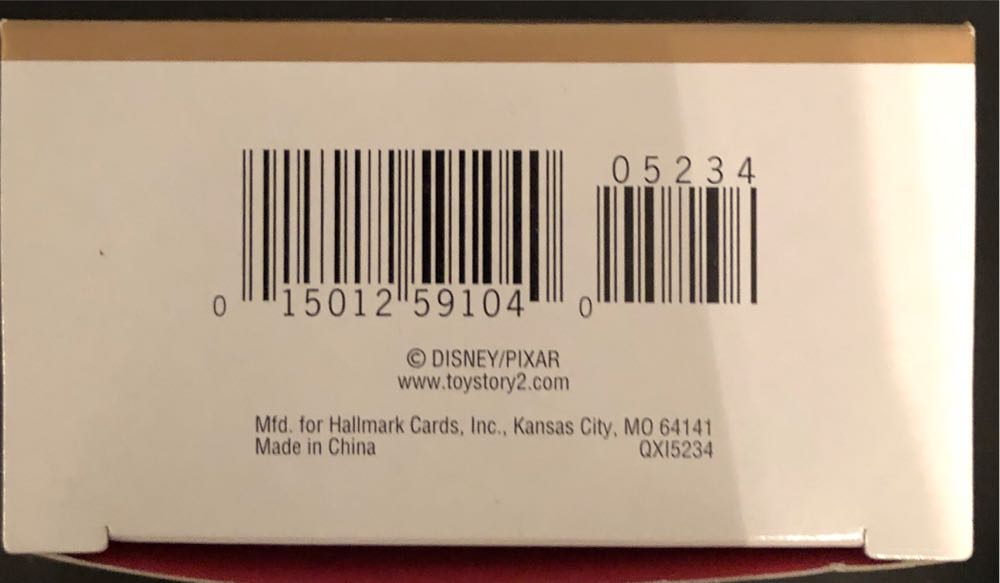 05234
0 15012 59104 0
© DISNEY/PIXAR
www.toystory2.com
Mfd. for Hallmark Cards, Inc., Kansas City, MO 64141
Made in China QXI5234